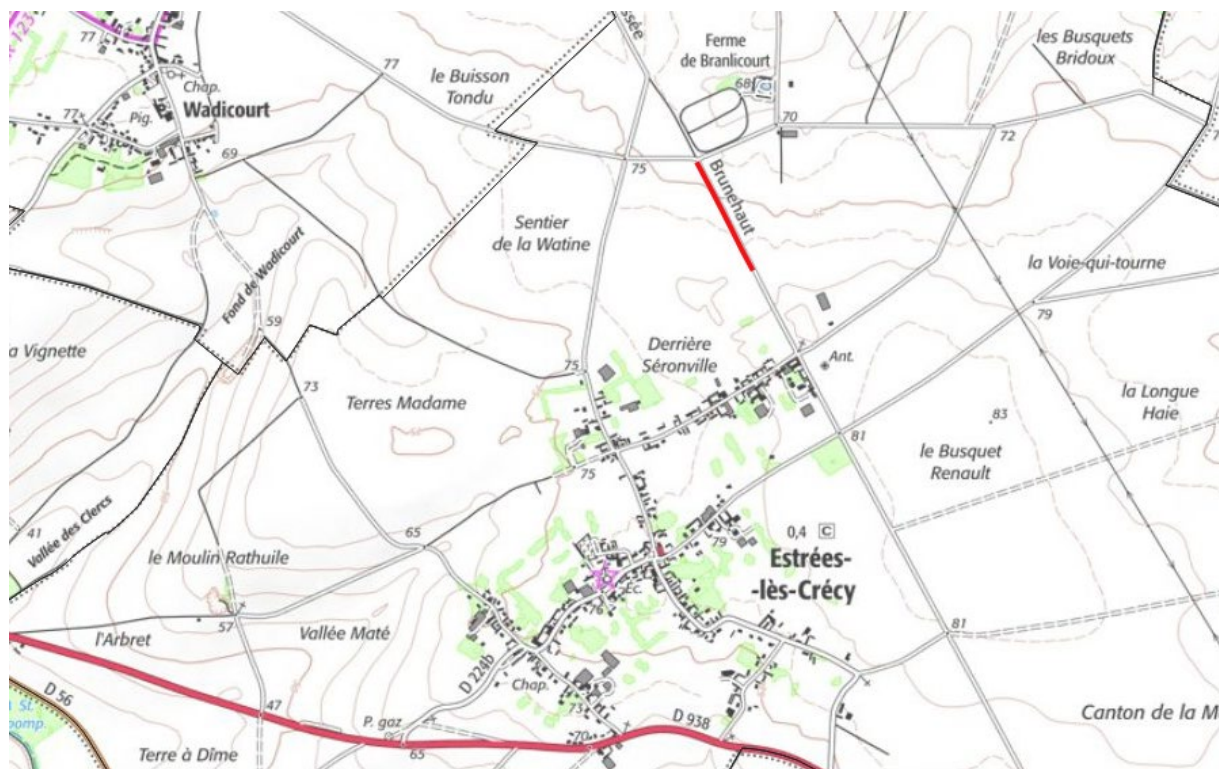 77
Chap.
Wadicourt
77
Pig.
69
77
le Buisson
Tondu
ssée
Ferme
de Branlicourt
68
70
les Busquets
Bridoux
72
75
Brunehaut
Sentier
de la Watine
Fond de Wadicourt
59
la Voie-qui-tourne
79
a Vignette
73
Terres Madame
75
Derrière
Séronville
Ant.
la Longue
Haie
83
81
le Busquet
Renault
75
41
Vallée des Clercs
65
le Moulin Rathuile
79
0,4 C
Estrées-
-lès-Crécy
Éc.
76
57
l'Arbret
Vallée Maté
81
D 224b
Chap.
73
D 56
47
P. gaz
65
70
D 938
Terre à Dîme
Canton de la M